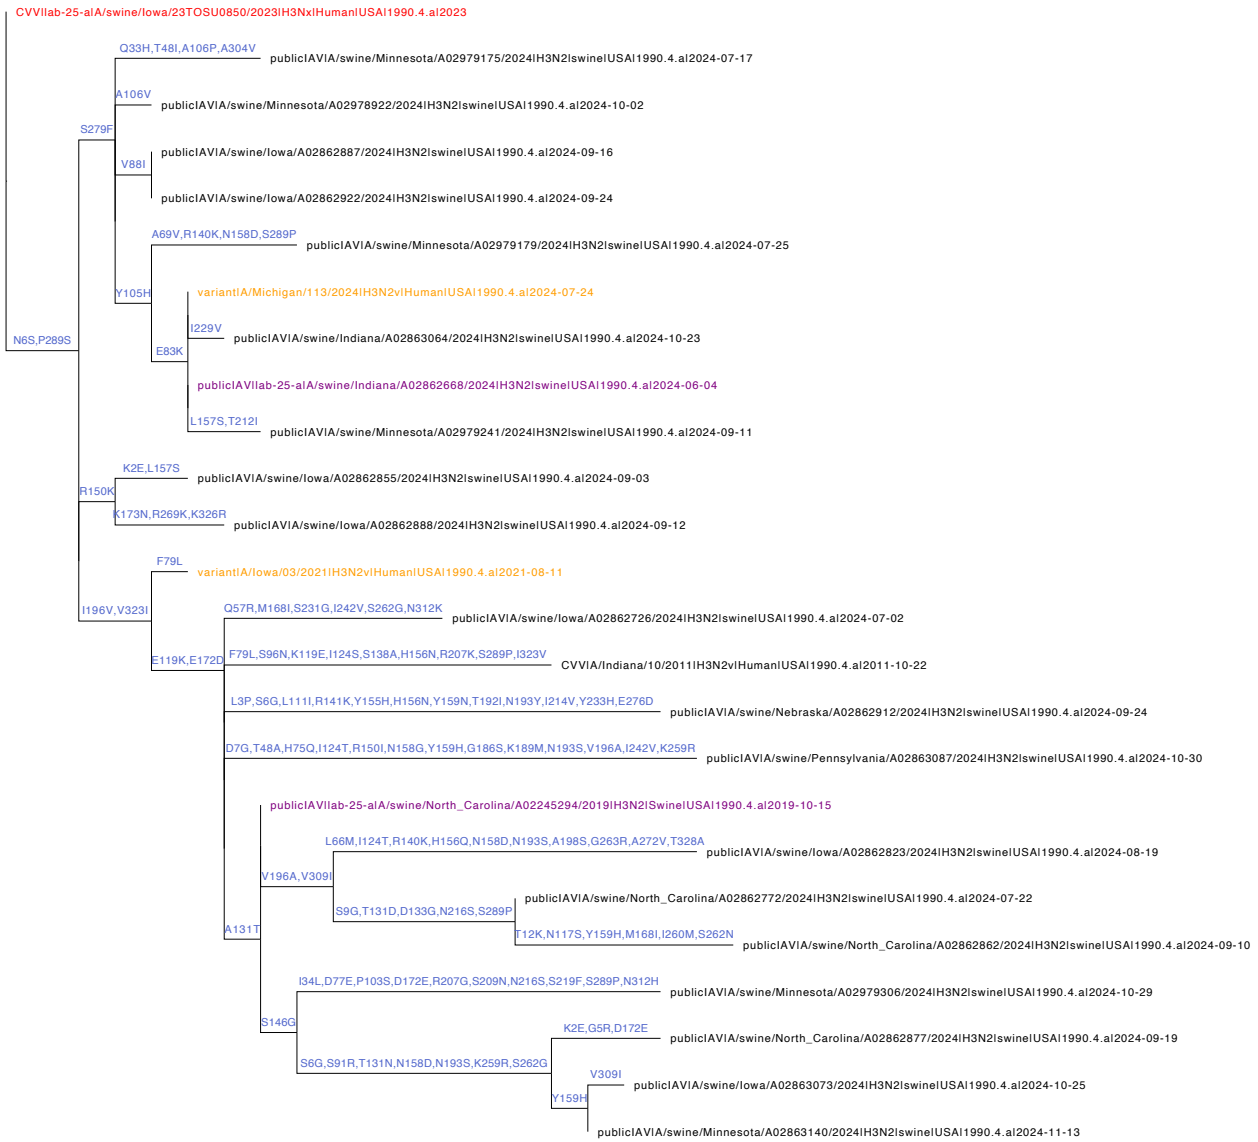 CVV|lab-25-a|A/swine/Iowa/23TOSU0850/2023|H3Nx|Human|USA|1990.4.a|2023
Q33H,T48I,A106P,A304V
publicIAV|A/swine/Minnesota/A02979175/2024|H3N2|swine|USA|1990.4.a|2024-07-17
A106V
publicIAV|A/swine/Minnesota/A02978922/2024|H3N2|swine|USA|1990.4.a|2024-10-02
S279F
publicIAV|A/swine/Iowa/A02862887/2024|H3N2|swine|USA|1990.4.a|2024-09-16
V88I
publicIAV|A/swine/Iowa/A02862922/2024|H3N2|swine|USA|1990.4.a|2024-09-24
A69V,R140K,N158D,S289P
publicIAV|A/swine/Minnesota/A02979179/2024|H3N2|swine|USA|1990.4.a|2024-07-25
Y105H
variant|A/Michigan/113/2024|H3N2v|Human|USA|1990.4.a|2024-07-24
I229V
publicIAV|A/swine/Indiana/A02863064/2024|H3N2|swine|USA|1990.4.a|2024-10-23
N6S,P289S
E83K
publicIAV|lab-25-a|A/swine/Indiana/A02862668/2024|H3N2|swine|USA|1990.4.a|2024-06-04
L157S,T212I
publicIAV|A/swine/Minnesota/A02979241/2024|H3N2|swine|USA|1990.4.a|2024-09-11
K2E,L157S
publicIAV|A/swine/Iowa/A02862855/2024|H3N2|swine|USA|1990.4.a|2024-09-03
R150K
K173N,R269K,K326R
publicIAV|A/swine/Iowa/A02862888/2024|H3N2|swine|USA|1990.4.a|2024-09-12
F79L
variant|A/Iowa/03/2021|H3N2v|Human|USA|1990.4.a|2021-08-11
I196V,V323I
Q57R,M168I,S231G,I242V,S262G,N312K
publicIAV|A/swine/Iowa/A02862726/2024|H3N2|swine|USA|1990.4.a|2024-07-02
E119K,E172D
F79L,S96N,K119E,I124S,S138A,H156N,R207K,S289P,I323V
CVV|A/Indiana/10/2011|H3N2v|Human|USA|1990.4.a|2011-10-22
L3P,S6G,L111I,R141K,Y155H,H156N,Y159N,T192I,N193Y,I214V,Y233H,E276D
publicIAV|A/swine/Nebraska/A02862912/2024|H3N2|swine|USA|1990.4.a|2024-09-24
D7G,T48A,H75Q,I124T,R150I,N158G,Y159H,G186S,K189M,N193S,V196A,I242V,K259R
publicIAV|A/swine/Pennsylvania/A02863087/2024|H3N2|swine|USA|1990.4.a|2024-10-30
publicIAV|lab-25-a|A/swine/North_Carolina/A02245294/2019|H3N2|Swine|USA|1990.4.a|2019-10-15
L66M,I124T,R140K,H156Q,N158D,N193S,A198S,G263R,A272V,T328A
publicIAV|A/swine/Iowa/A02862823/2024|H3N2|swine|USA|1990.4.a|2024-08-19
V196A,V309I
publicIAV|A/swine/North_Carolina/A02862772/2024|H3N2|swine|USA|1990.4.a|2024-07-22
S9G,T131D,D133G,N216S,S289P
A131T
T12K,N117S,Y159H,M168I,I260M,S262N
publicIAV|A/swine/North_Carolina/A02862862/2024|H3N2|swine|USA|1990.4.a|2024-09-10
I34L,D77E,P103S,D172E,R207G,S209N,N216S,S219F,S289P,N312H
publicIAV|A/swine/Minnesota/A02979306/2024|H3N2|swine|USA|1990.4.a|2024-10-29
S146G
K2E,G5R,D172E
publicIAV|A/swine/North_Carolina/A02862877/2024|H3N2|swine|USA|1990.4.a|2024-09-19
S6G,S91R,T131N,N158D,N193S,K259R,S262G
V309I
publicIAV|A/swine/Iowa/A02863073/2024|H3N2|swine|USA|1990.4.a|2024-10-25
Y159H
publicIAV|A/swine/Minnesota/A02863140/2024|H3N2|swine|USA|1990.4.a|2024-11-13